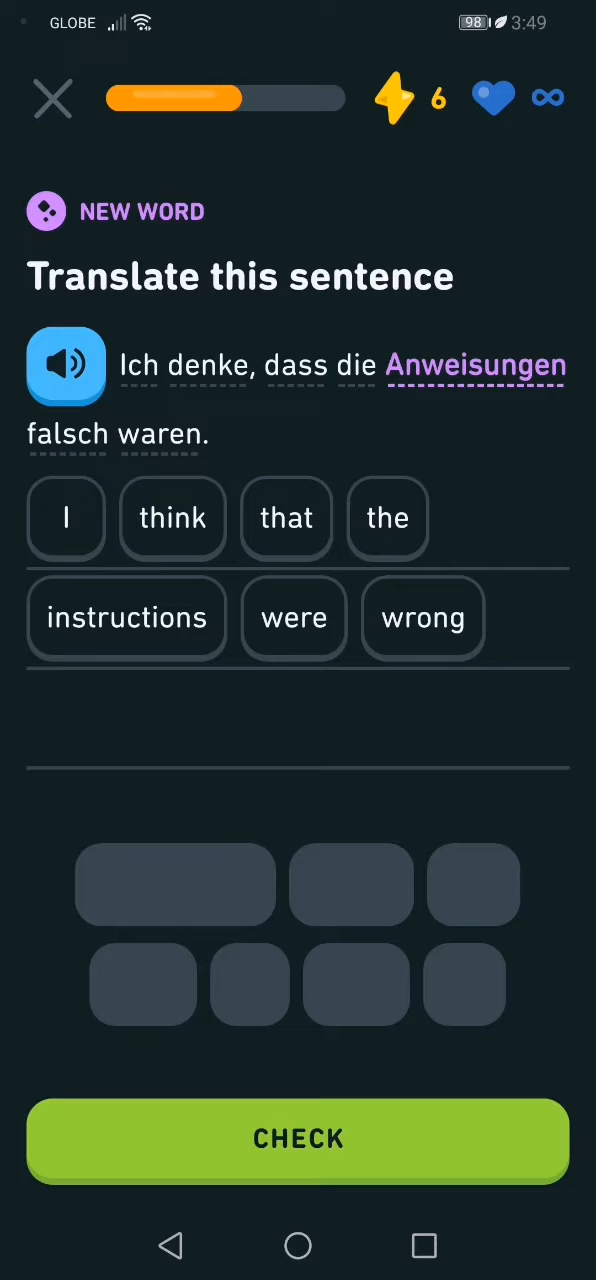 GLOBE 98 3:49
6 ∞
NEW WORD
Translate this sentence
Ich denke, dass die Anweisungen
falsch waren.
I think that the
instructions were wrong
CHECK